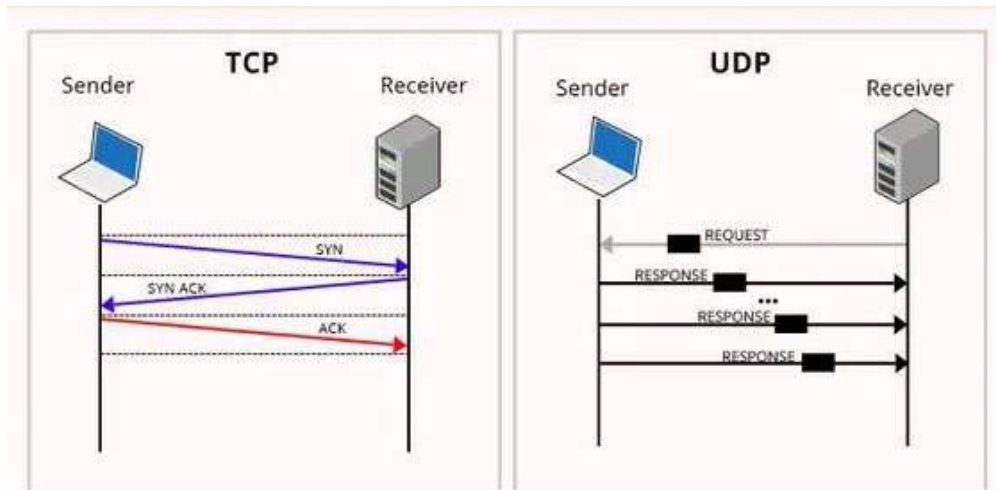 TCP
Sender
Receiver
SYN
SYN ACK
ACK
UDP
Sender
Receiver
REQUEST
RESPONSE
...
RESPONSE
RESPONSE